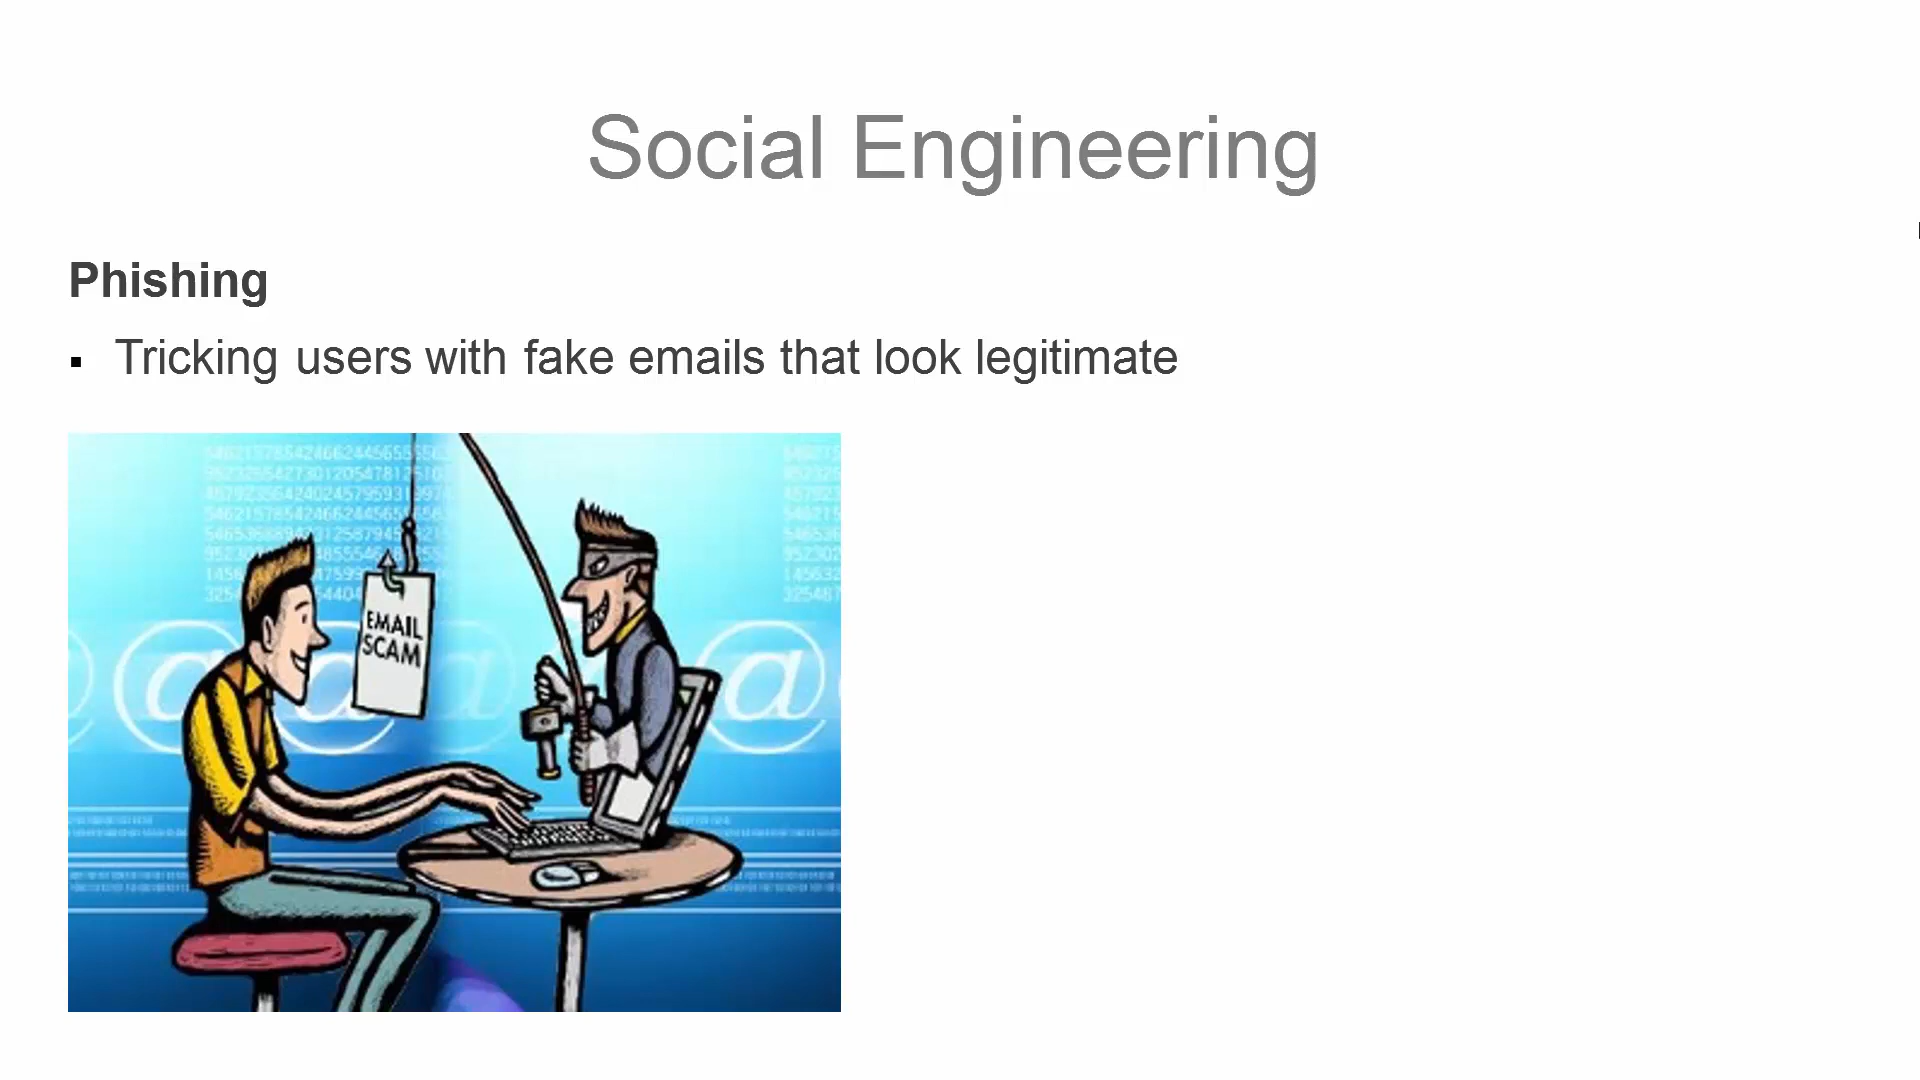 Social Engineering
Phishing
▪ Tricking users with fake emails that look legitimate
EMAIL
SCAM